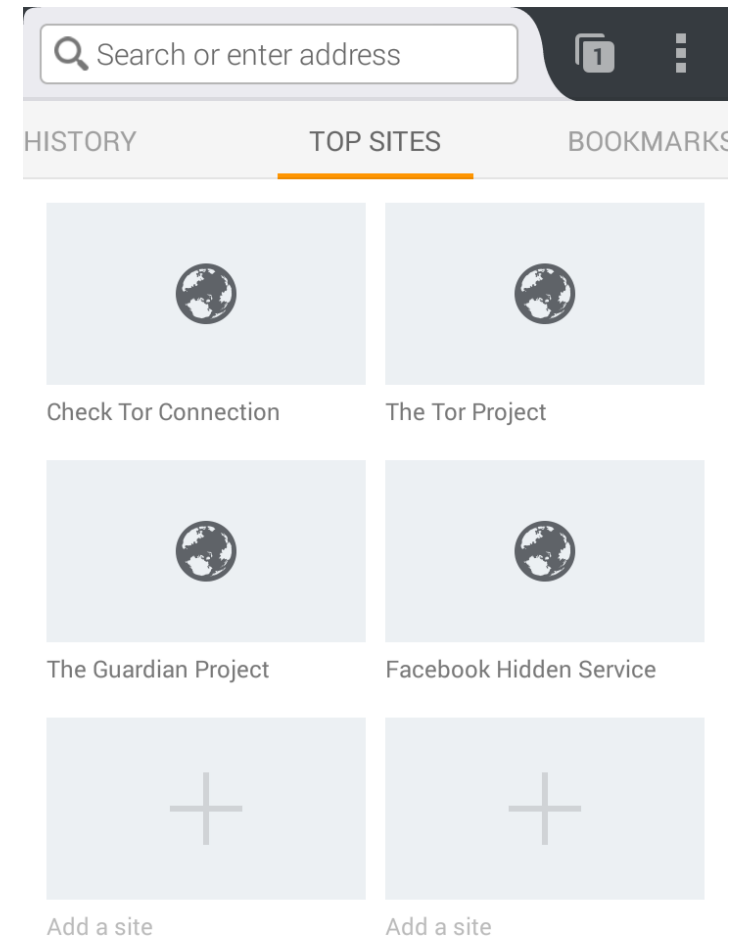 Search or enter address
1
HISTORY
TOP SITES
BOOKMARKS
Check Tor Connection
The Tor Project
The Guardian Project
Facebook Hidden Service
Add a site
Add a site